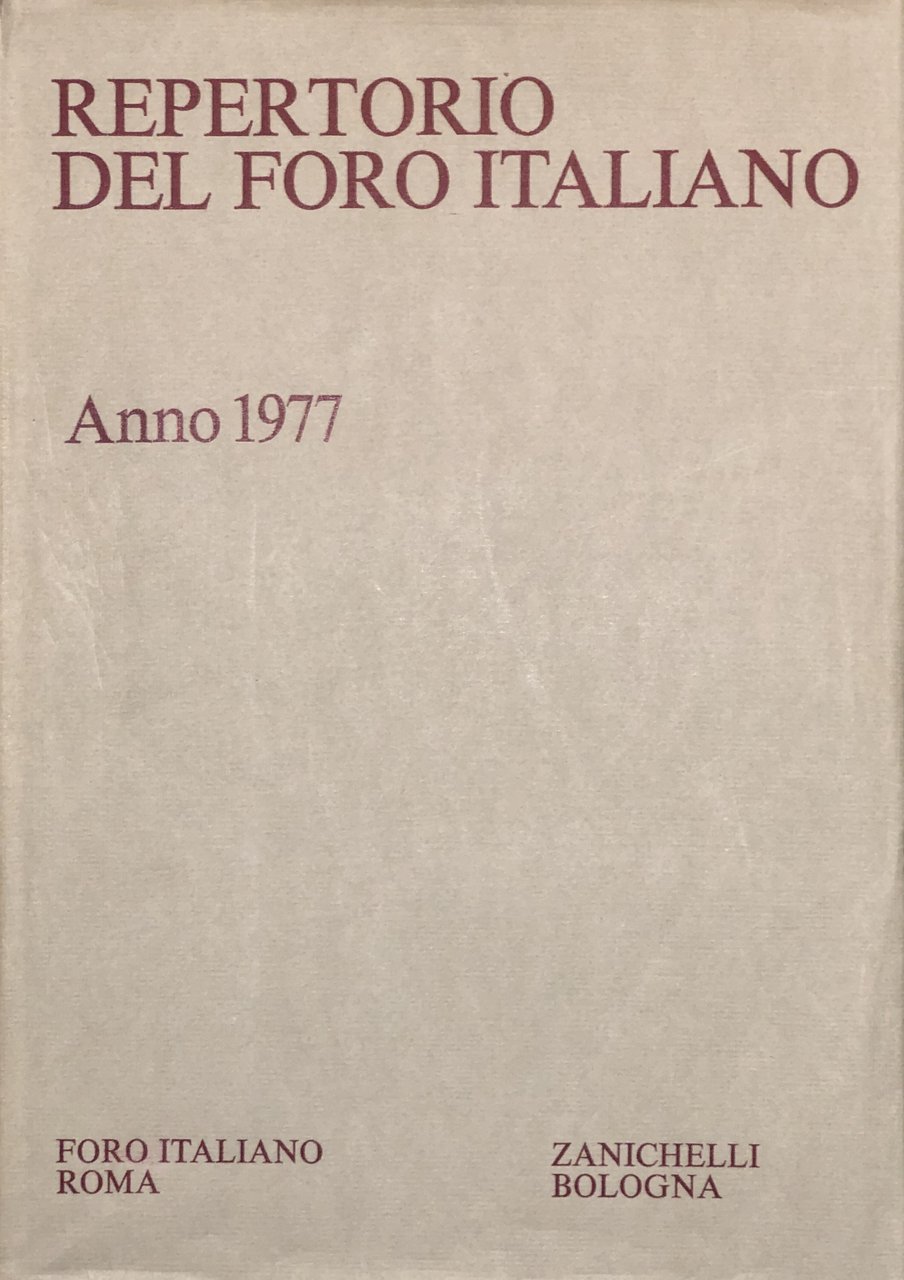 REPERTORIO
DEL FORO ITALIANO
Anno 1977
FORO ITALIANO
ROMA
ZANICHELLI
BOLOGNA